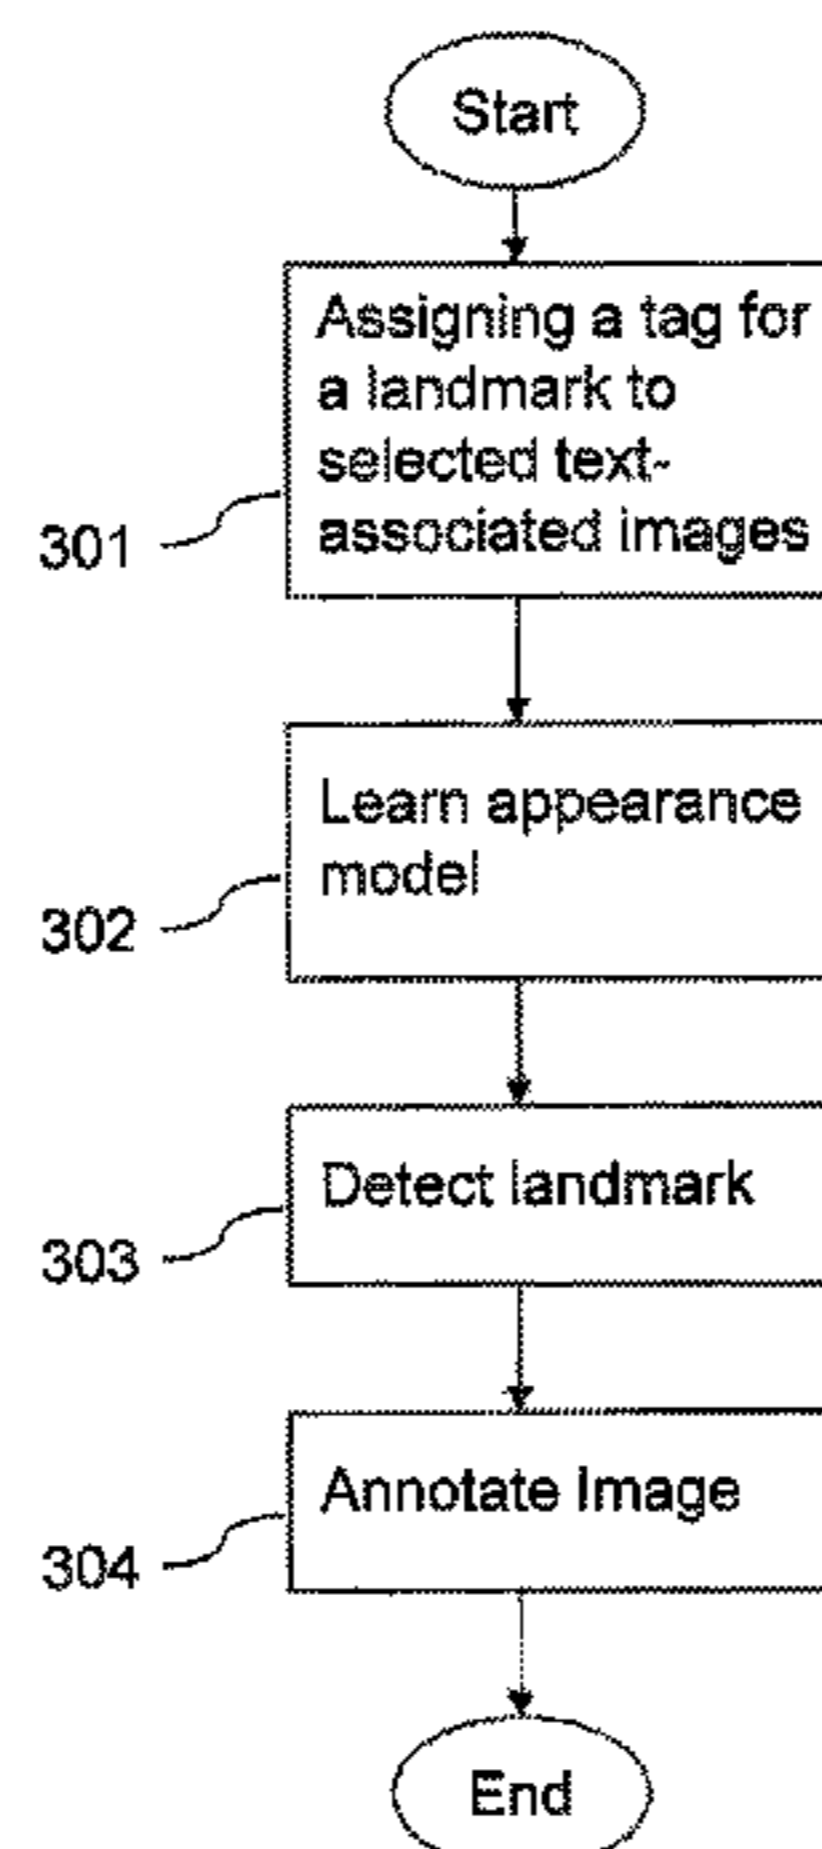 Start
Assigning a tag for
a landmark to
selected text-
associated images
301
Learn appearance
model
302
Detect landmark
303
Annotate Image
304
End